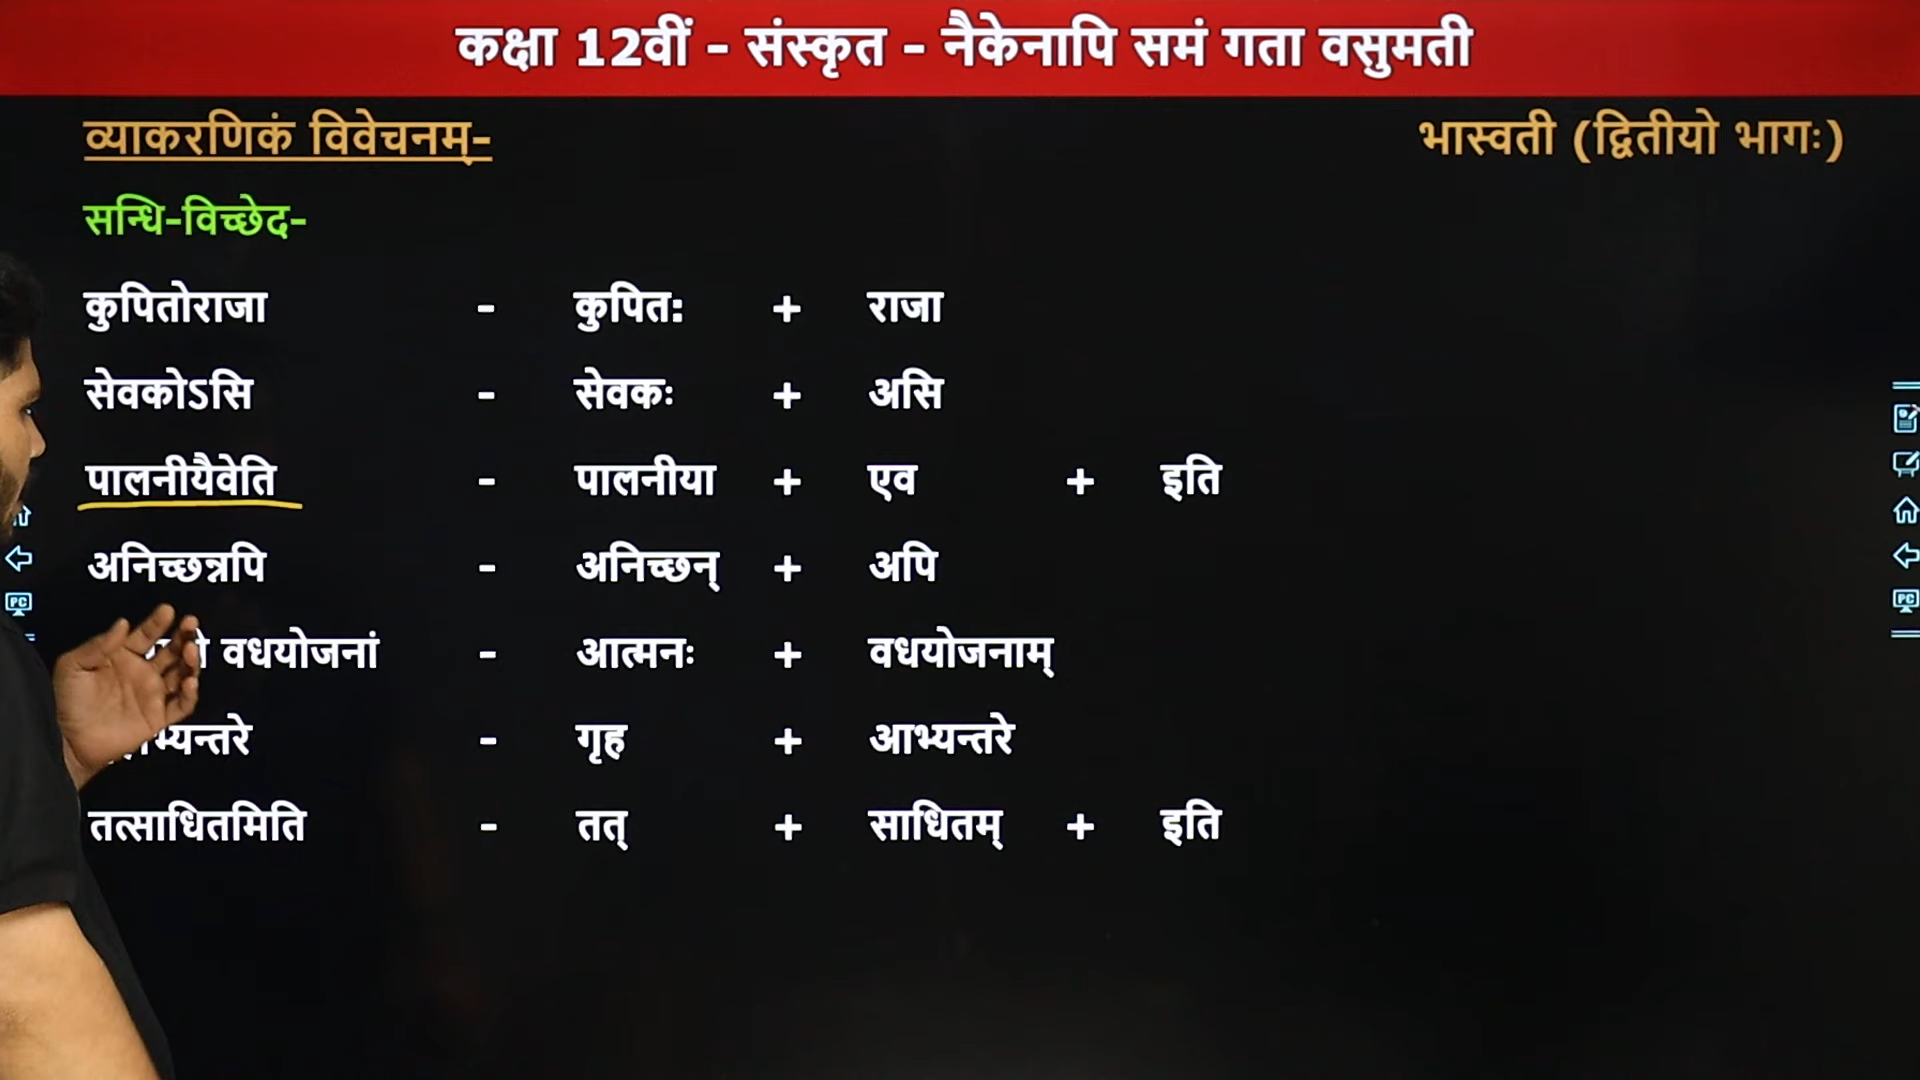 कक्षा 12वीं - संस्कृत - नैकेनापि समं गता वसुमती
व्याकरणिकं विवेचनम्- भास्वती (द्वितीयो भागः)
सन्धि-विच्छेद-
कुपितोराजा - कुपित: + राजा
सेवकोऽसि - सेवकः + असि
पालनीयैवेति - पालनीया + एव + इति
अनिच्छन्नपि - अनिच्छन् + अपि
वधयोजनां - आत्मनः + वधयोजनाम्
- गृह + आभ्यन्तरे
तत्साधितमिति - तत् + साधितम् + इति
PC
PC